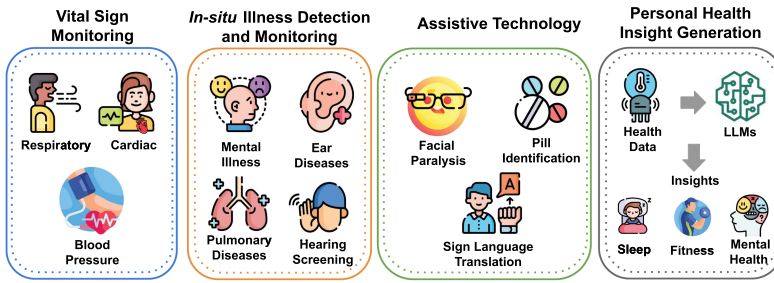 Vital Sign
Monitoring
Respiratory
Cardiac
Blood
Pressure
In-situ Illness Detection
and Monitoring
Mental
Illness
Ear
Diseases
Pulmonary
Diseases
Hearing
Screening
Assistive Technology
Facial
Paralysis
Pill
Identification
A
Sign Language
Translation
Personal Health
Insight Generation
Health
Data
LLMs
Insights
z
Sleep
Fitness
Mental
Health